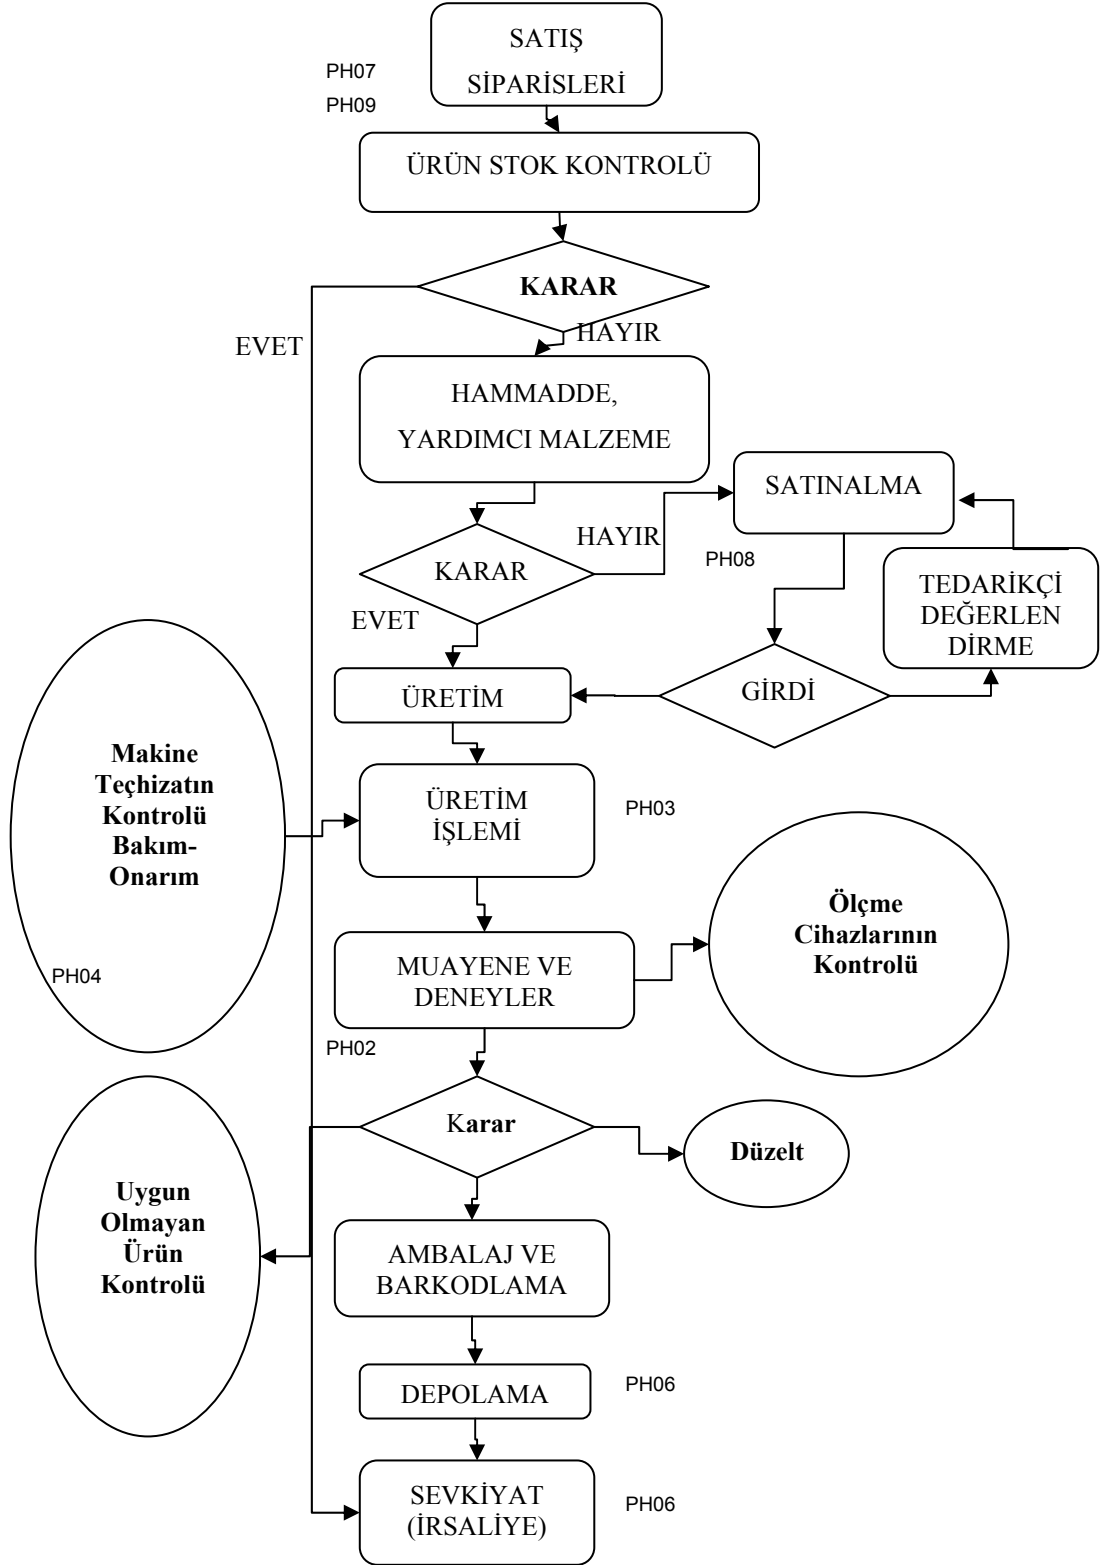 SATIŞ
SİPARİSLERİ
PH07
PH09
ÜRÜN STOK KONTROLÜ
KARAR
HAYIR
EVET
HAMMADDE,
YARDIMCI MALZEME
SATINALMA
HAYIR
KARAR
PH08
TEDARİKÇİ
DEĞERLEN
DİRME
EVET
GİRDİ
ÜRETİM
Makine
Teçhizatın
Kontrolü
Bakım-
Onarım
PH04
ÜRETİM
İŞLEMİ
PH03
Ölçme
Cihazlarının
Kontrolü
MUAYENE VE
DENEYLER
PH02
Karar
Düzelt
Uygun
Olmayan
Ürün
Kontrolü
AMBALAJ VE
BARKODLAMA
DEPOLAMA
PH06
SEVKİYAT
(İRSALİYE)
PH06